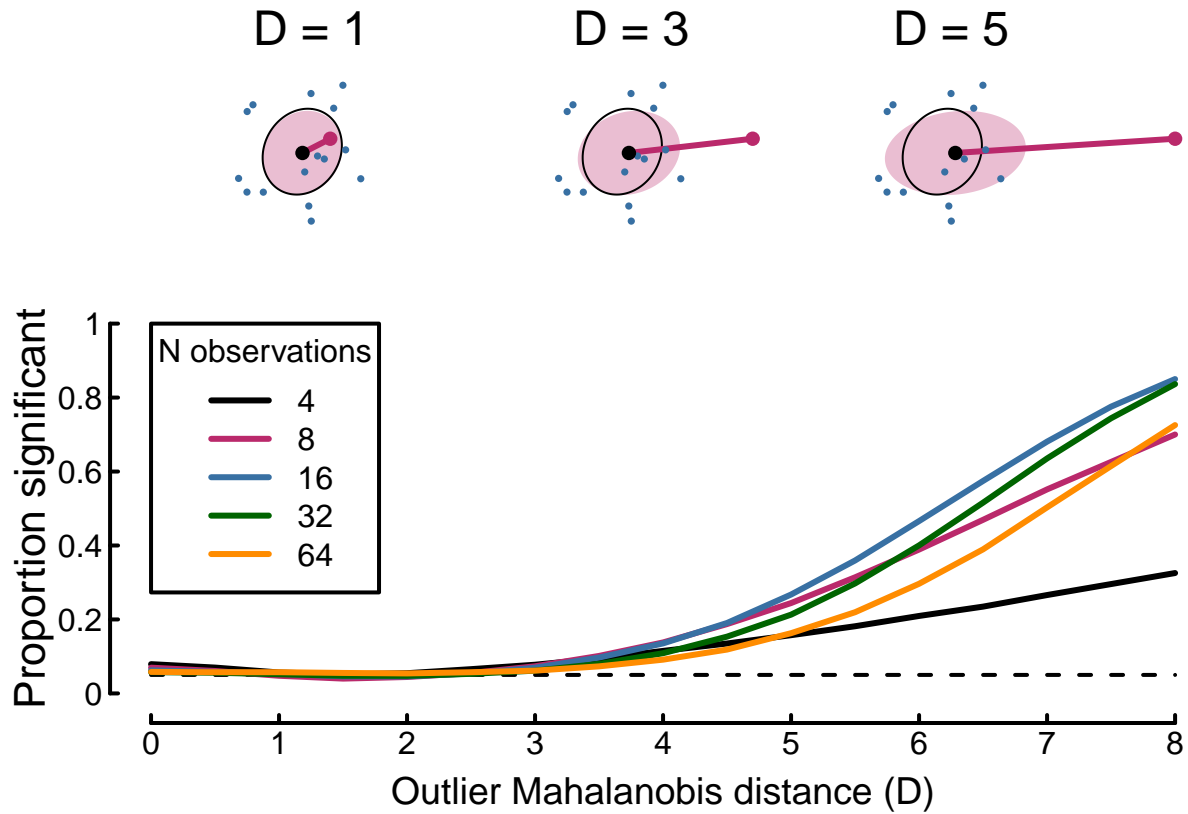 D = 1
D = 3
D = 5
Proportion significant
1
0.8
0.6
0.4
0.2
0
N observations
4
8
16
32
64
0 1 2 3 4 5 6 7 8
Outlier Mahalanobis distance (D)